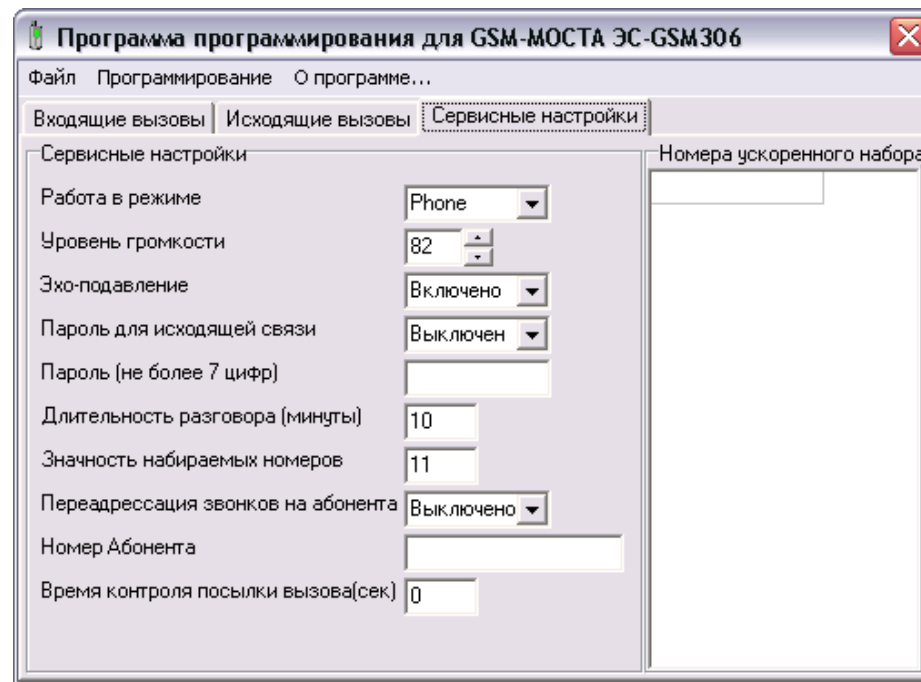 Программа программирования для GSM-МОСТА ЭС-GSM306
Файл Программирование О программе...
Входящие вызовы Исходящие вызовы Сервисные настройки
Сервисные настройки
Работа в режиме Phone
Уровень громкости 82
Эхо-подавление Включено
Пароль для исходящей связи Выключен
Пароль (не более 7 цифр)
Длительность разговора (минуты) 10
Значность набираемых номеров 11
Переадрессация звонков на абонента Выключено
Номер Абонента
Время контроля посылки вызова(сек) 0
Номера ускоренного набора